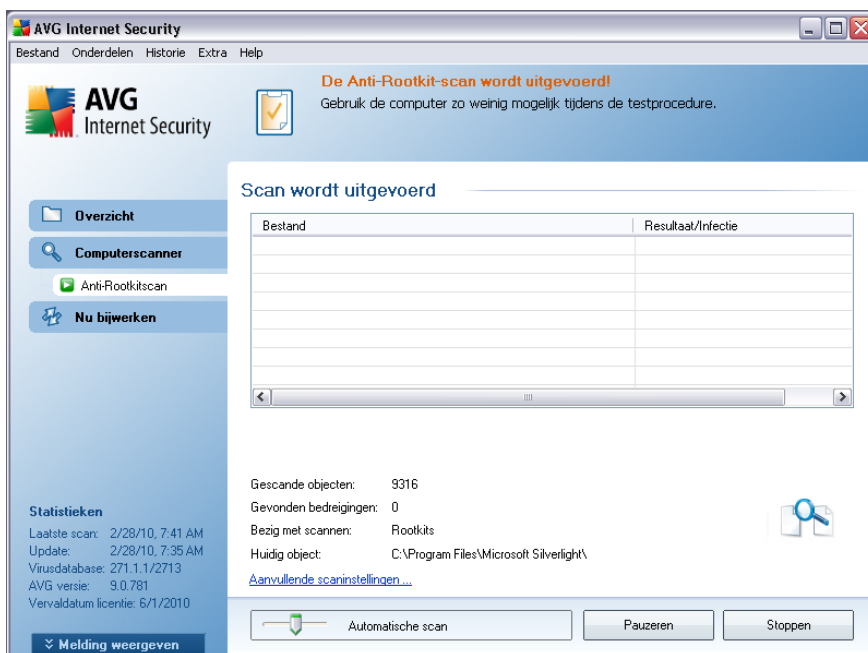 AVG Internet Security
Bestand Onderdelen Historie Extra Help
AVG
Internet Security
De Anti-Rootkit-scan wordt uitgevoerd!
Gebruik de computer zo weinig mogelijk tijdens de testprocedure.
Overzicht
Computerscanner
Anti-Rootkitscan
Nu bijwerken
Scan wordt uitgevoerd
Bestand Resultaat/Infectie
Gescande objecten: 9316
Gevonden bedreigingen: 0
Bezig met scannen: Rootkits
Huidig object: C:\Program Files\Microsoft Silverlight\
Aanvullende scaninstellingen ...
Statistieken
Laatste scan: 2/28/10, 7:41 AM
Update: 2/28/10, 7:35 AM
Virusdatabase: 271.1.1/2713
AVG versie: 9.0.781
Vervaldatum licentie: 6/1/2010
Melding weergeven
Automatische scan
Pauzeren
Stoppen